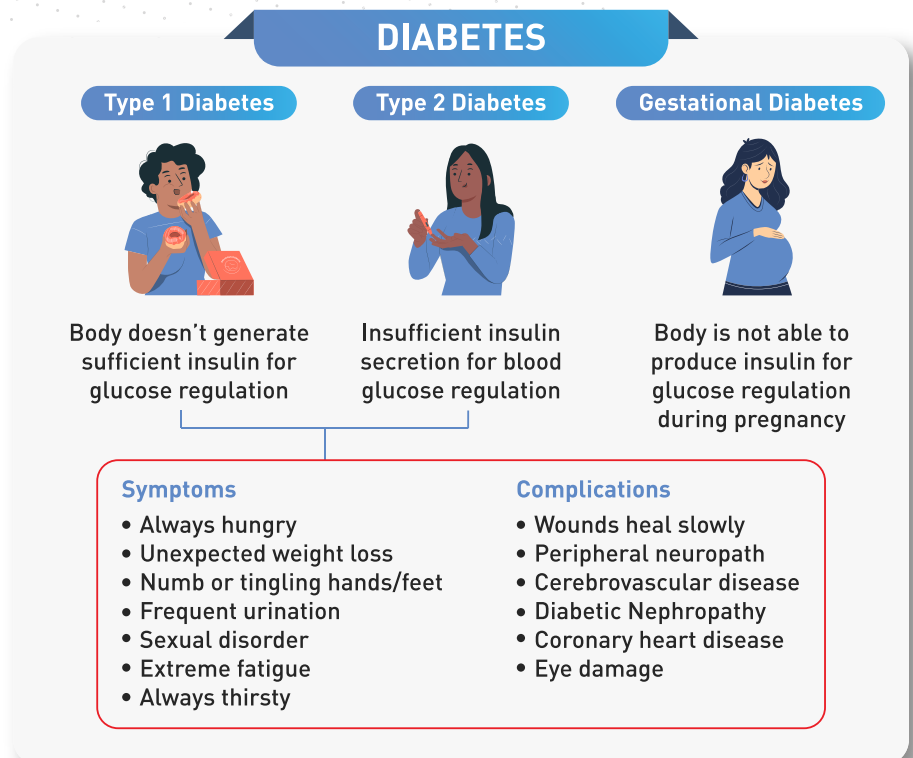 DIABETES
Type 1 Diabetes
Type 2 Diabetes
Gestational Diabetes
Body doesn't generate
sufficient insulin for
glucose regulation
Insufficient insulin
secretion for blood
glucose regulation
Body is not able to
produce insulin for
glucose regulation
during pregnancy
Symptoms
• Always hungry
• Unexpected weight loss
• Numb or tingling hands/feet
• Frequent urination
• Sexual disorder
• Extreme fatigue
• Always thirsty
Complications
• Wounds heal slowly
• Peripheral neuropath
• Cerebrovascular disease
• Diabetic Nephropathy
• Coronary heart disease
• Eye damage